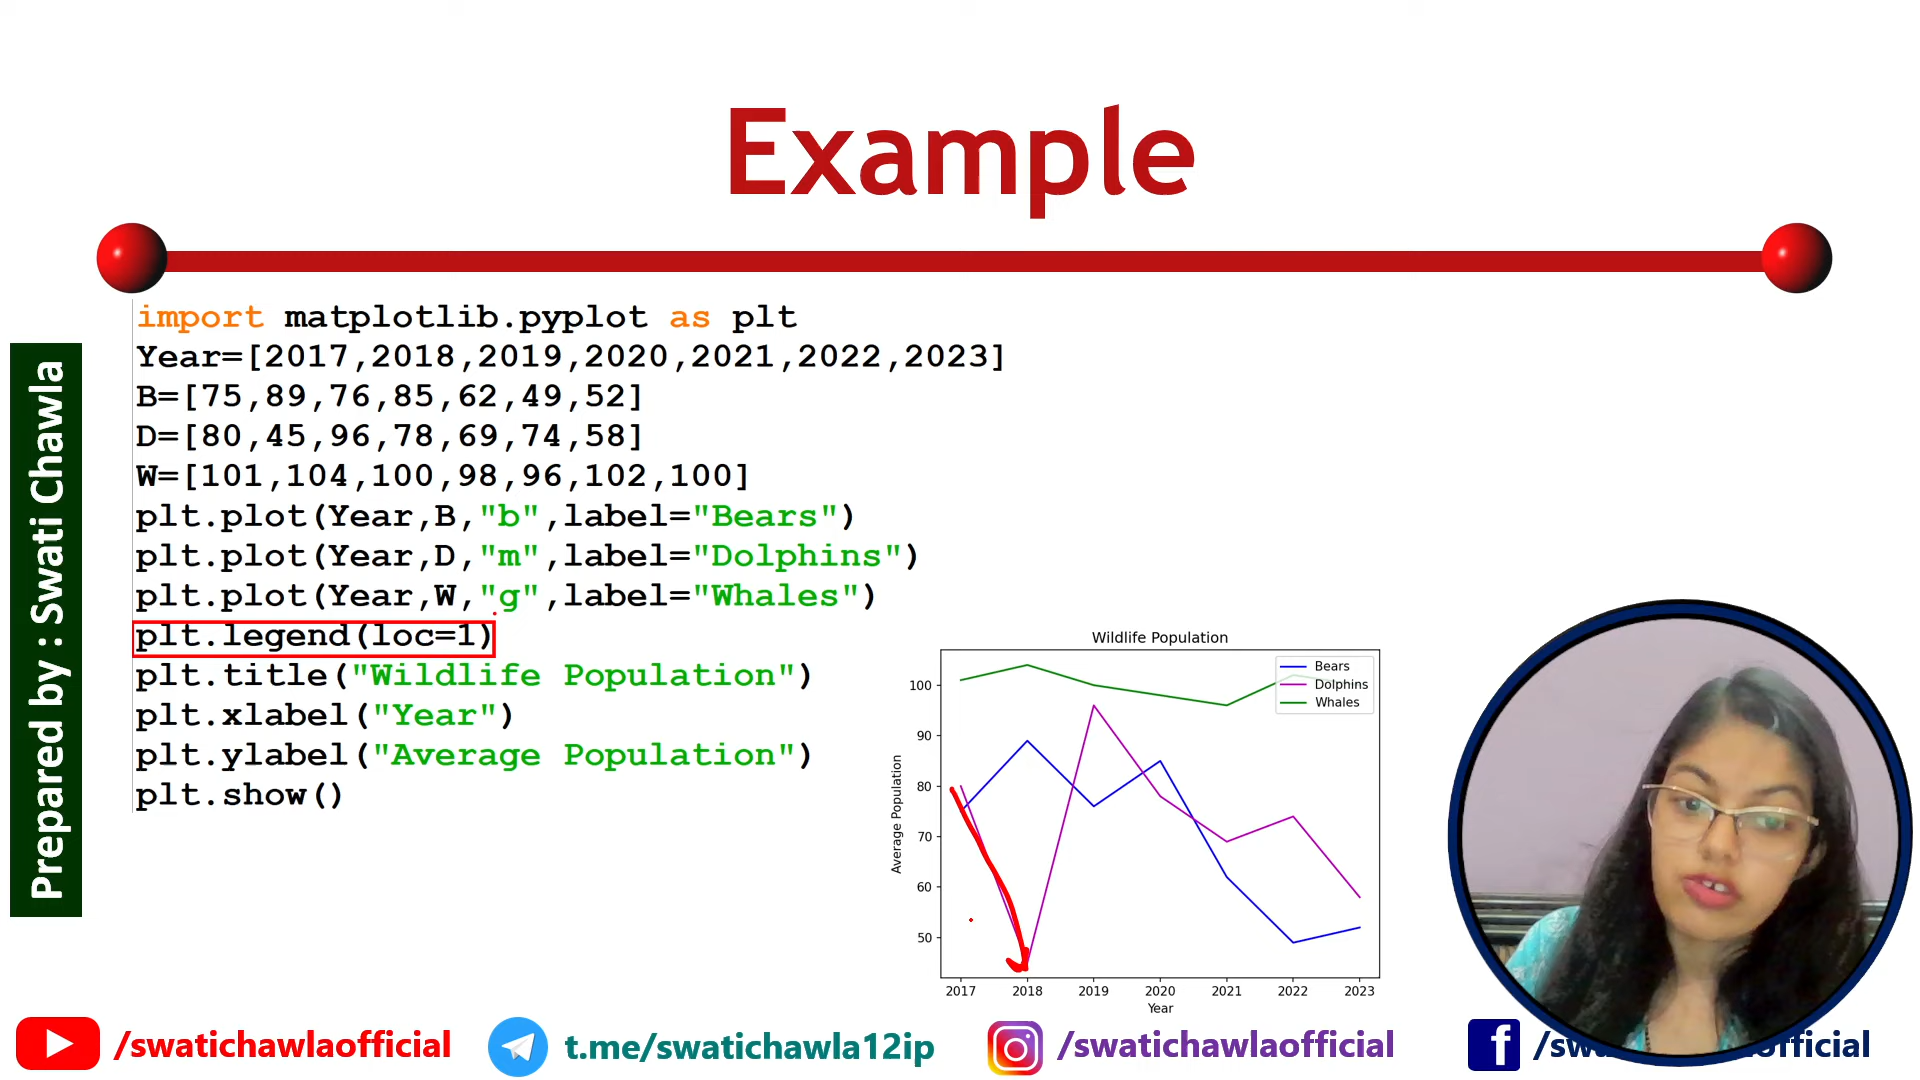 Example
Prepared by : Swati Chawla
import matplotlib.pyplot as plt
Year=[2017,2018,2019,2020,2021,2022,2023]
B=[75,89,76,85,62,49,52]
D=[80,45,96,78,69,74,58]
W=[101,104,100,98,96,102,100]
plt.plot(Year,B,"b",label="Bears")
plt.plot(Year,D,"m",label="Dolphins")
plt.plot(Year,W,"g",label="Whales")
plt.legend(loc=1)
plt.title("Wildlife Population")
plt.xlabel("Year")
plt.ylabel("Average Population")
plt.show()
Wildlife Population
Bears
Dolphins
Whales
Average Population
100
90
80
70
60
50
2017 2018 2019 2020 2021 2022 2023
Year
/swatichawlaofficial
t.me/swatichawla12ip
/swatichawlaofficial